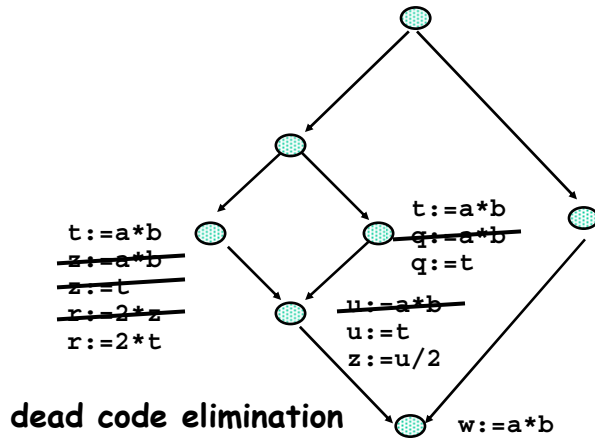 t:=a*b
z:=a*b
z:=t
r:=2*z
r:=2*t
t:=a*b
q:=a*b
q:=t
u:=a*b
u:=t
z:=u/2
dead code elimination
w:=a*b